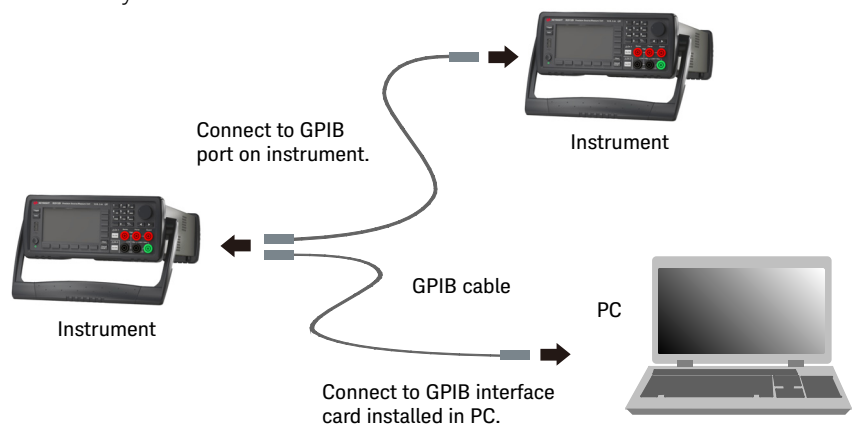 Connect to GPIB
port on instrument.
Instrument
Instrument
GPIB cable
PC
Connect to GPIB interface
card installed in PC.